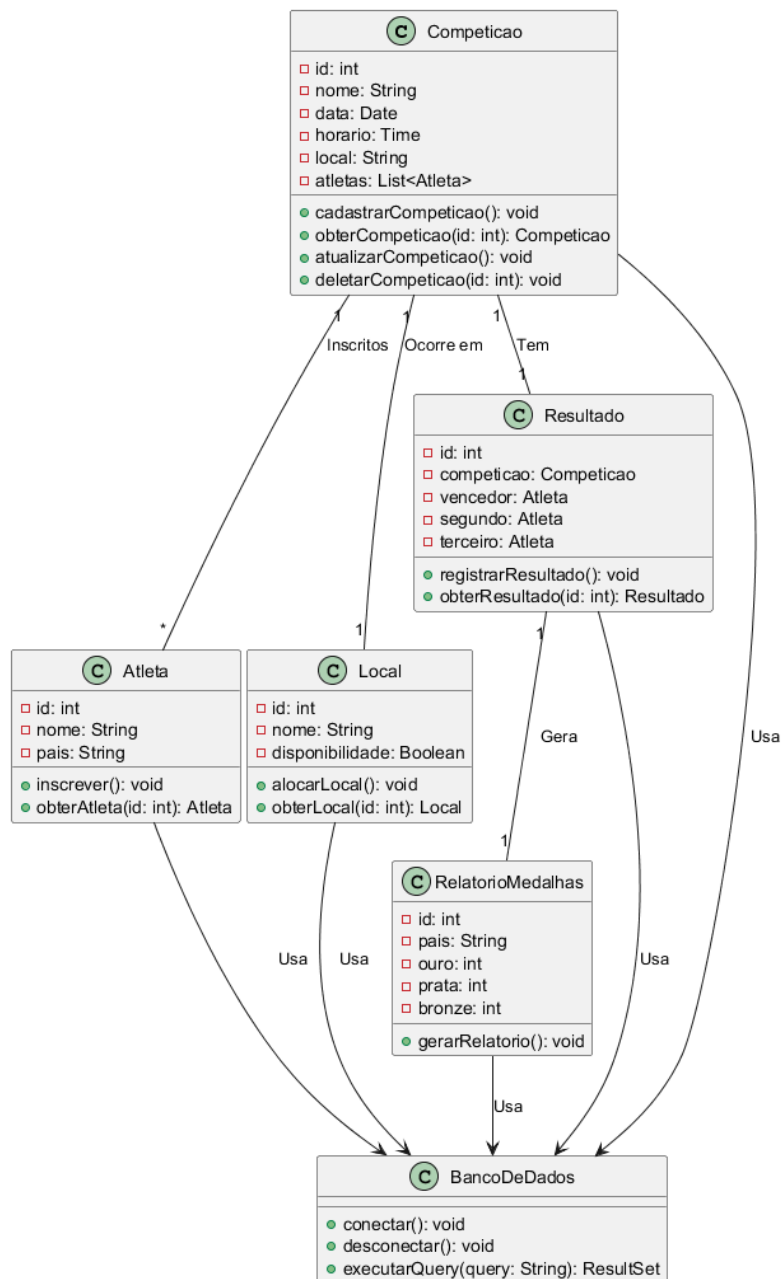 C Competicao
id: int
nome: String
data: Date
horario: Time
local: String
atletas: List<Atleta>
cadastrarCompeticao(): void
obterCompeticao(id: int): Competicao
atualizarCompeticao(): void
deletarCompeticao(id: int): void
1
1
1
Inscritos
Ocorre em
Tem
1
C Resultado
id: int
competicao: Competicao
vencedor: Atleta
segundo: Atleta
terceiro: Atleta
registrarResultado(): void
obterResultado(id: int): Resultado
*
1
1
C Atleta
id: int
nome: String
pais: String
inscrever(): void
obterAtleta(id: int): Atleta
C Local
id: int
nome: String
disponibilidade: Boolean
alocarLocal(): void
obterLocal(id: int): Local
Gera
Usa
1
C RelatorioMedalhas
id: int
pais: String
ouro: int
prata: int
bronze: int
gerarRelatorio(): void
Usa
Usa
Usa
Usa
C BancoDeDados
conectar(): void
desconectar(): void
executarQuery(query: String): ResultSet